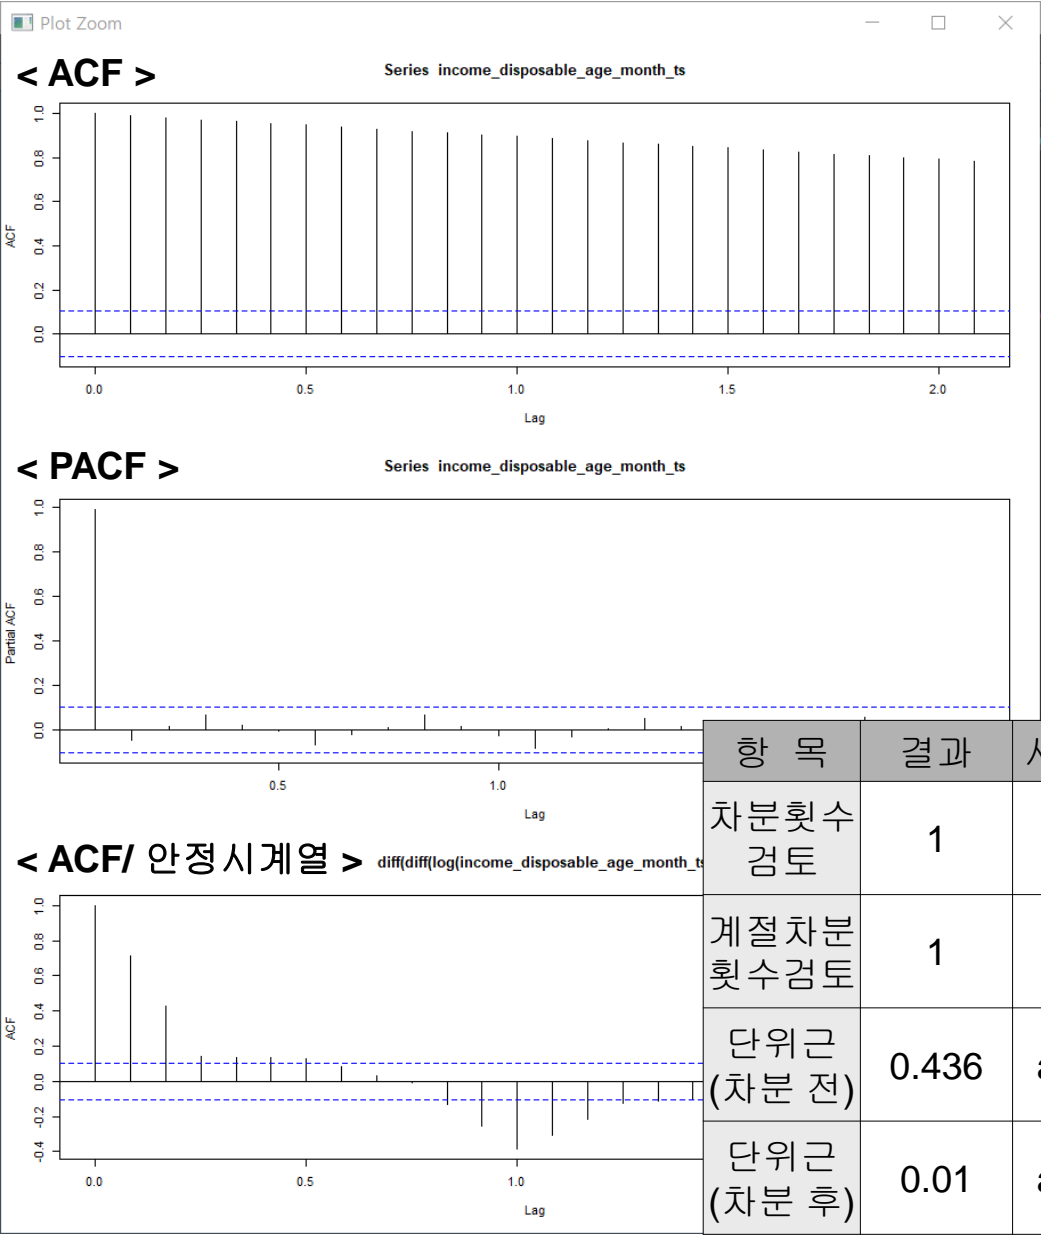 Plot Zoom
< ACF >
Series income_disposable_age_month_ts
1.0
0.8
0.6
0.4
0.2
0.0
ACF
0.0 0.5 1.0 1.5 2.0
Lag
< PACF >
Series income_disposable_age_month_ts
1.0
0.8
0.6
0.4
0.2
0.0
Partial ACF
0.5 1.0
Lag
< ACF/ 안정시계열 >
diff(diff(log(income_disposable_age_month_ts
1.0
0.8
0.6
0.4
0.2
0.0
-0.2
-0.4
ACF
0.0 0.5 1.0
Lag
항 목 결과
차분횟수
검토
1
계절차분
횟수검토
1
단위근
(차분 전)
0.436
a
단위근
(차분 후)
0.01
a